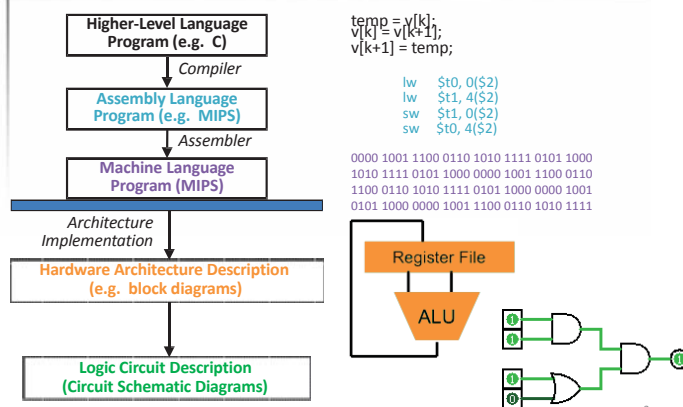 Higher-Level Language
Program (e.g. C)
Compiler
Assembly Language
Program (e.g. MIPS)
Assembler
Machine Language
Program (MIPS)
Architecture
Implementation
Hardware Architecture Description
(e.g. block diagrams)
Logic Circuit Description
(Circuit Schematic Diagrams)
temp = v[k];
v[k] = v[k+1];
v[k+1] = temp;
lw $t0, 0($2)
lw $t1, 4($2)
sw $t1, 0($2)
sw $t0, 4($2)
0000 1001 1100 0110 1010 1111 0101 1000
1010 1111 0101 1000 0000 1001 1100 0110
1100 0110 1010 1111 0101 1000 0000 1001
0101 1000 0000 1001 1100 0110 1010 1111
Register File
ALU
1
1
1
0
1